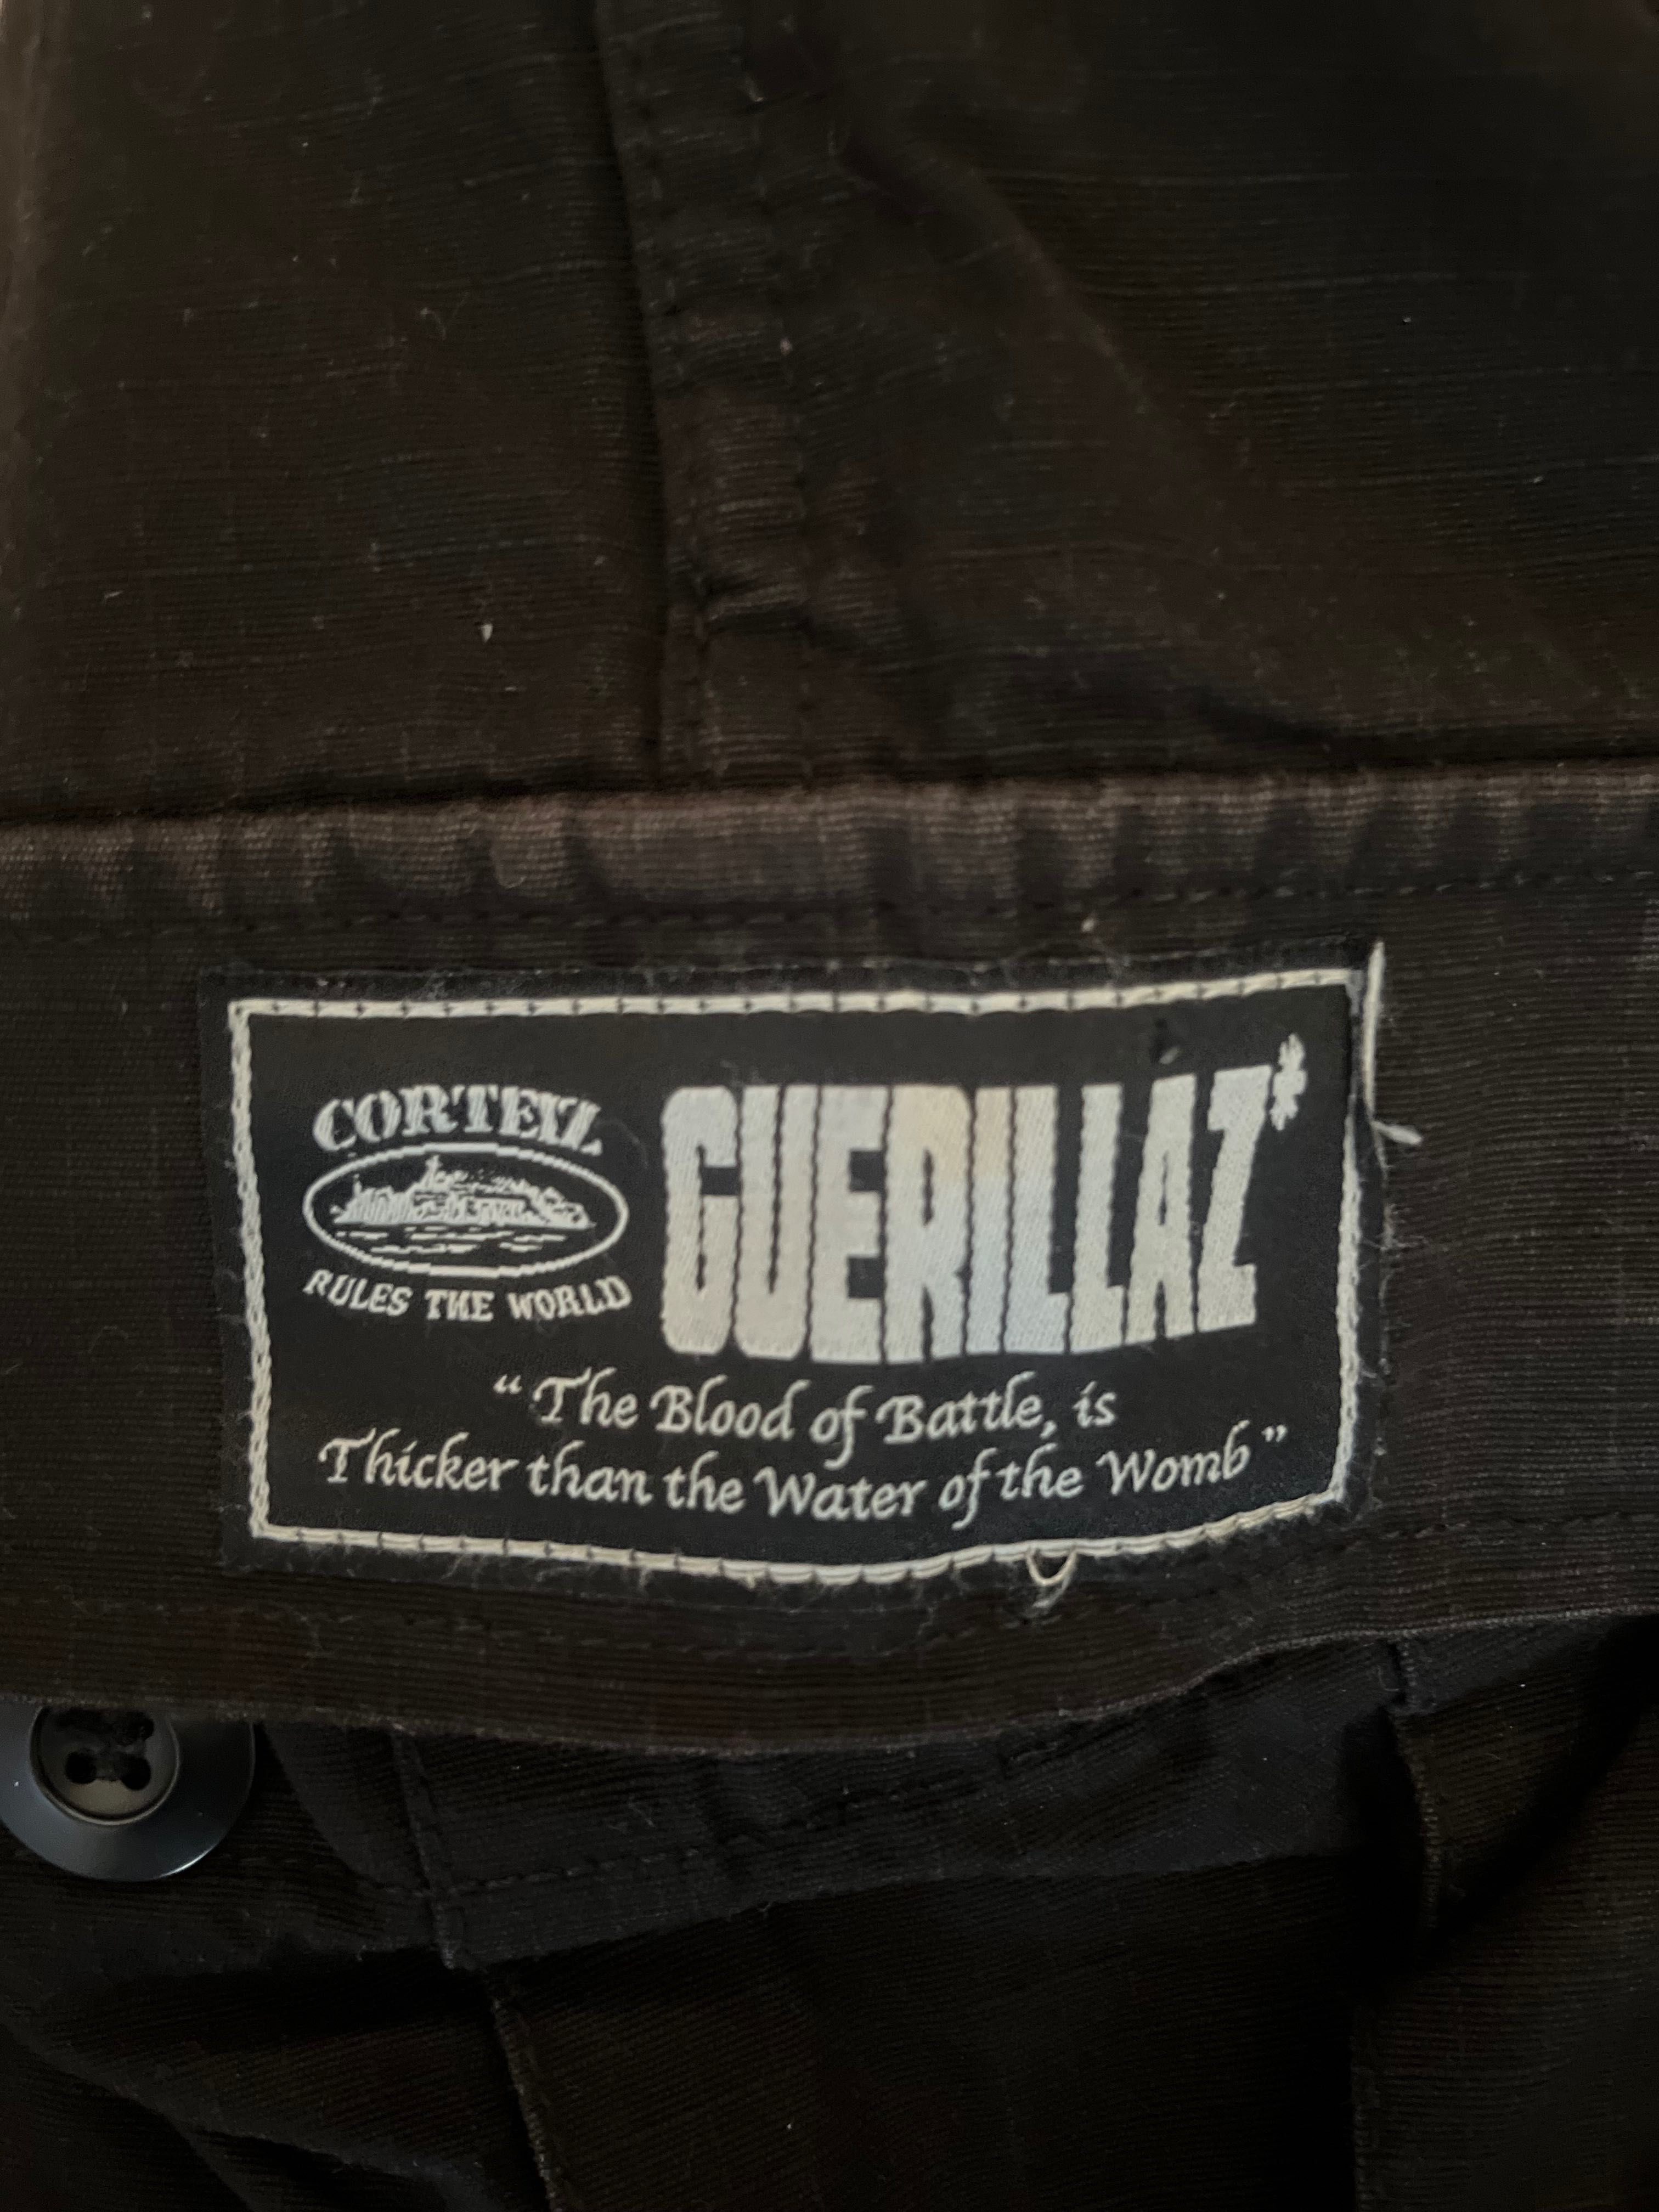 CORTEIZ
RULES THE WORLD
GUERILLAZ*
“The Blood of Battle, is
Thicker than the Water of the Womb”